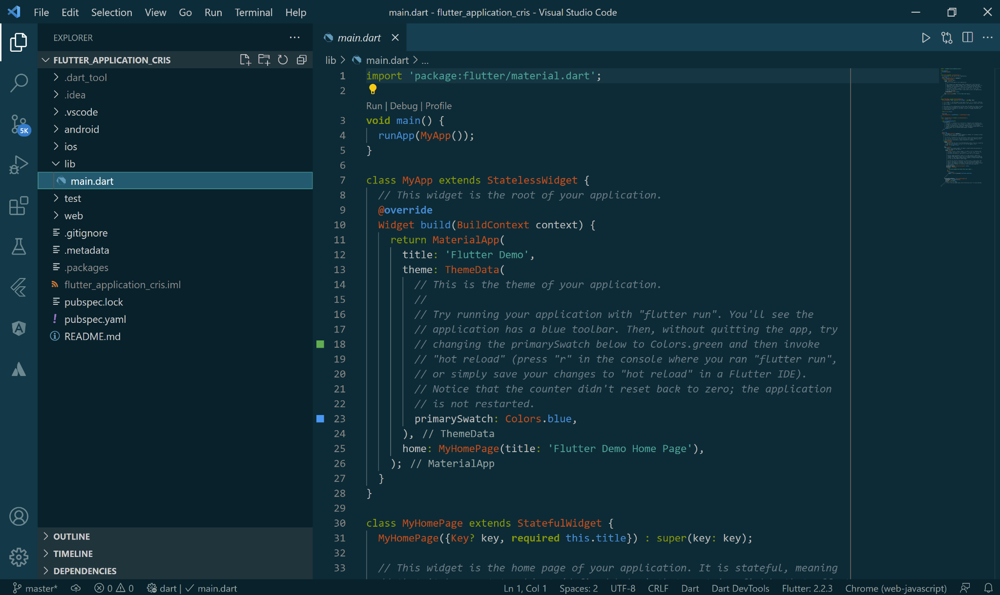 File Edit Selection View Go Run Terminal Help
main.dart - flutter_application_cris - Visual Studio Code
EXPLORER
FLUTTER_APPLICATION_CRIS
.dart_tool
.idea
.vscode
android
ios
lib
main.dart
test
web
.gitignore
.metadata
.packages
flutter_application_cris.iml
pubspec.lock
pubspec.yaml
README.md
OUTLINE
TIMELINE
DEPENDENCIES
5K
main.dart
lib > main.dart > ...
1 import 'package:flutter/material.dart';
2
Run | Debug | Profile
3 void main() {
4 runApp(MyApp());
5 }
6
7 class MyApp extends StatelessWidget {
8 // This widget is the root of your application.
9 @override
10 Widget build(BuildContext context) {
11 return MaterialApp(
12 title: 'Flutter Demo',
13 theme: ThemeData(
14 // This is the theme of your application.
15 //
16 // Try running your application with "flutter run". You'll see the
17 // application has a blue toolbar. Then, without quitting the app, try
18 // changing the primarySwatch below to Colors.green and then invoke
19 // "hot reload" (press "r" in the console where you ran "flutter run",
20 // or simply save your changes to "hot reload" in a Flutter IDE).
21 // Notice that the counter didn't reset back to zero; the application
22 // is not restarted.
23 primarySwatch: Colors.blue,
24 ), // ThemeData
25 home: MyHomePage(title: 'Flutter Demo Home Page'),
26 ); // MaterialApp
27 }
28 }
29
30 class MyHomePage extends StatefulWidget {
31 MyHomePage({Key? key, required this.title}) : super(key: key);
32
33 // This widget is the home page of your application. It is stateful, meaning
master* 0 0 dart | main.dart
Ln 1, Col 1 Spaces: 2 UTF-8 CRLF Dart Dart DevTools Flutter: 2.2.3 Chrome (web-javascript)